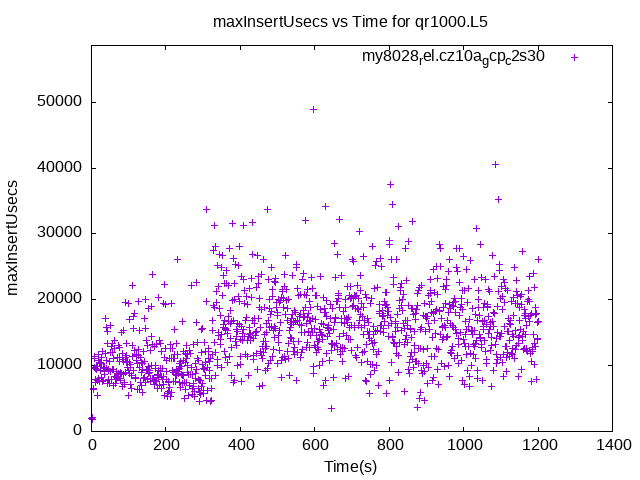 maxInsertUsecs vs Time for qr1000.L5
my8028rel.cz10agcpc2s30
50000
40000
30000
20000
10000
0
maxInsertUsecs
0 200 400 600 800 1000 1200 1400
Time(s)